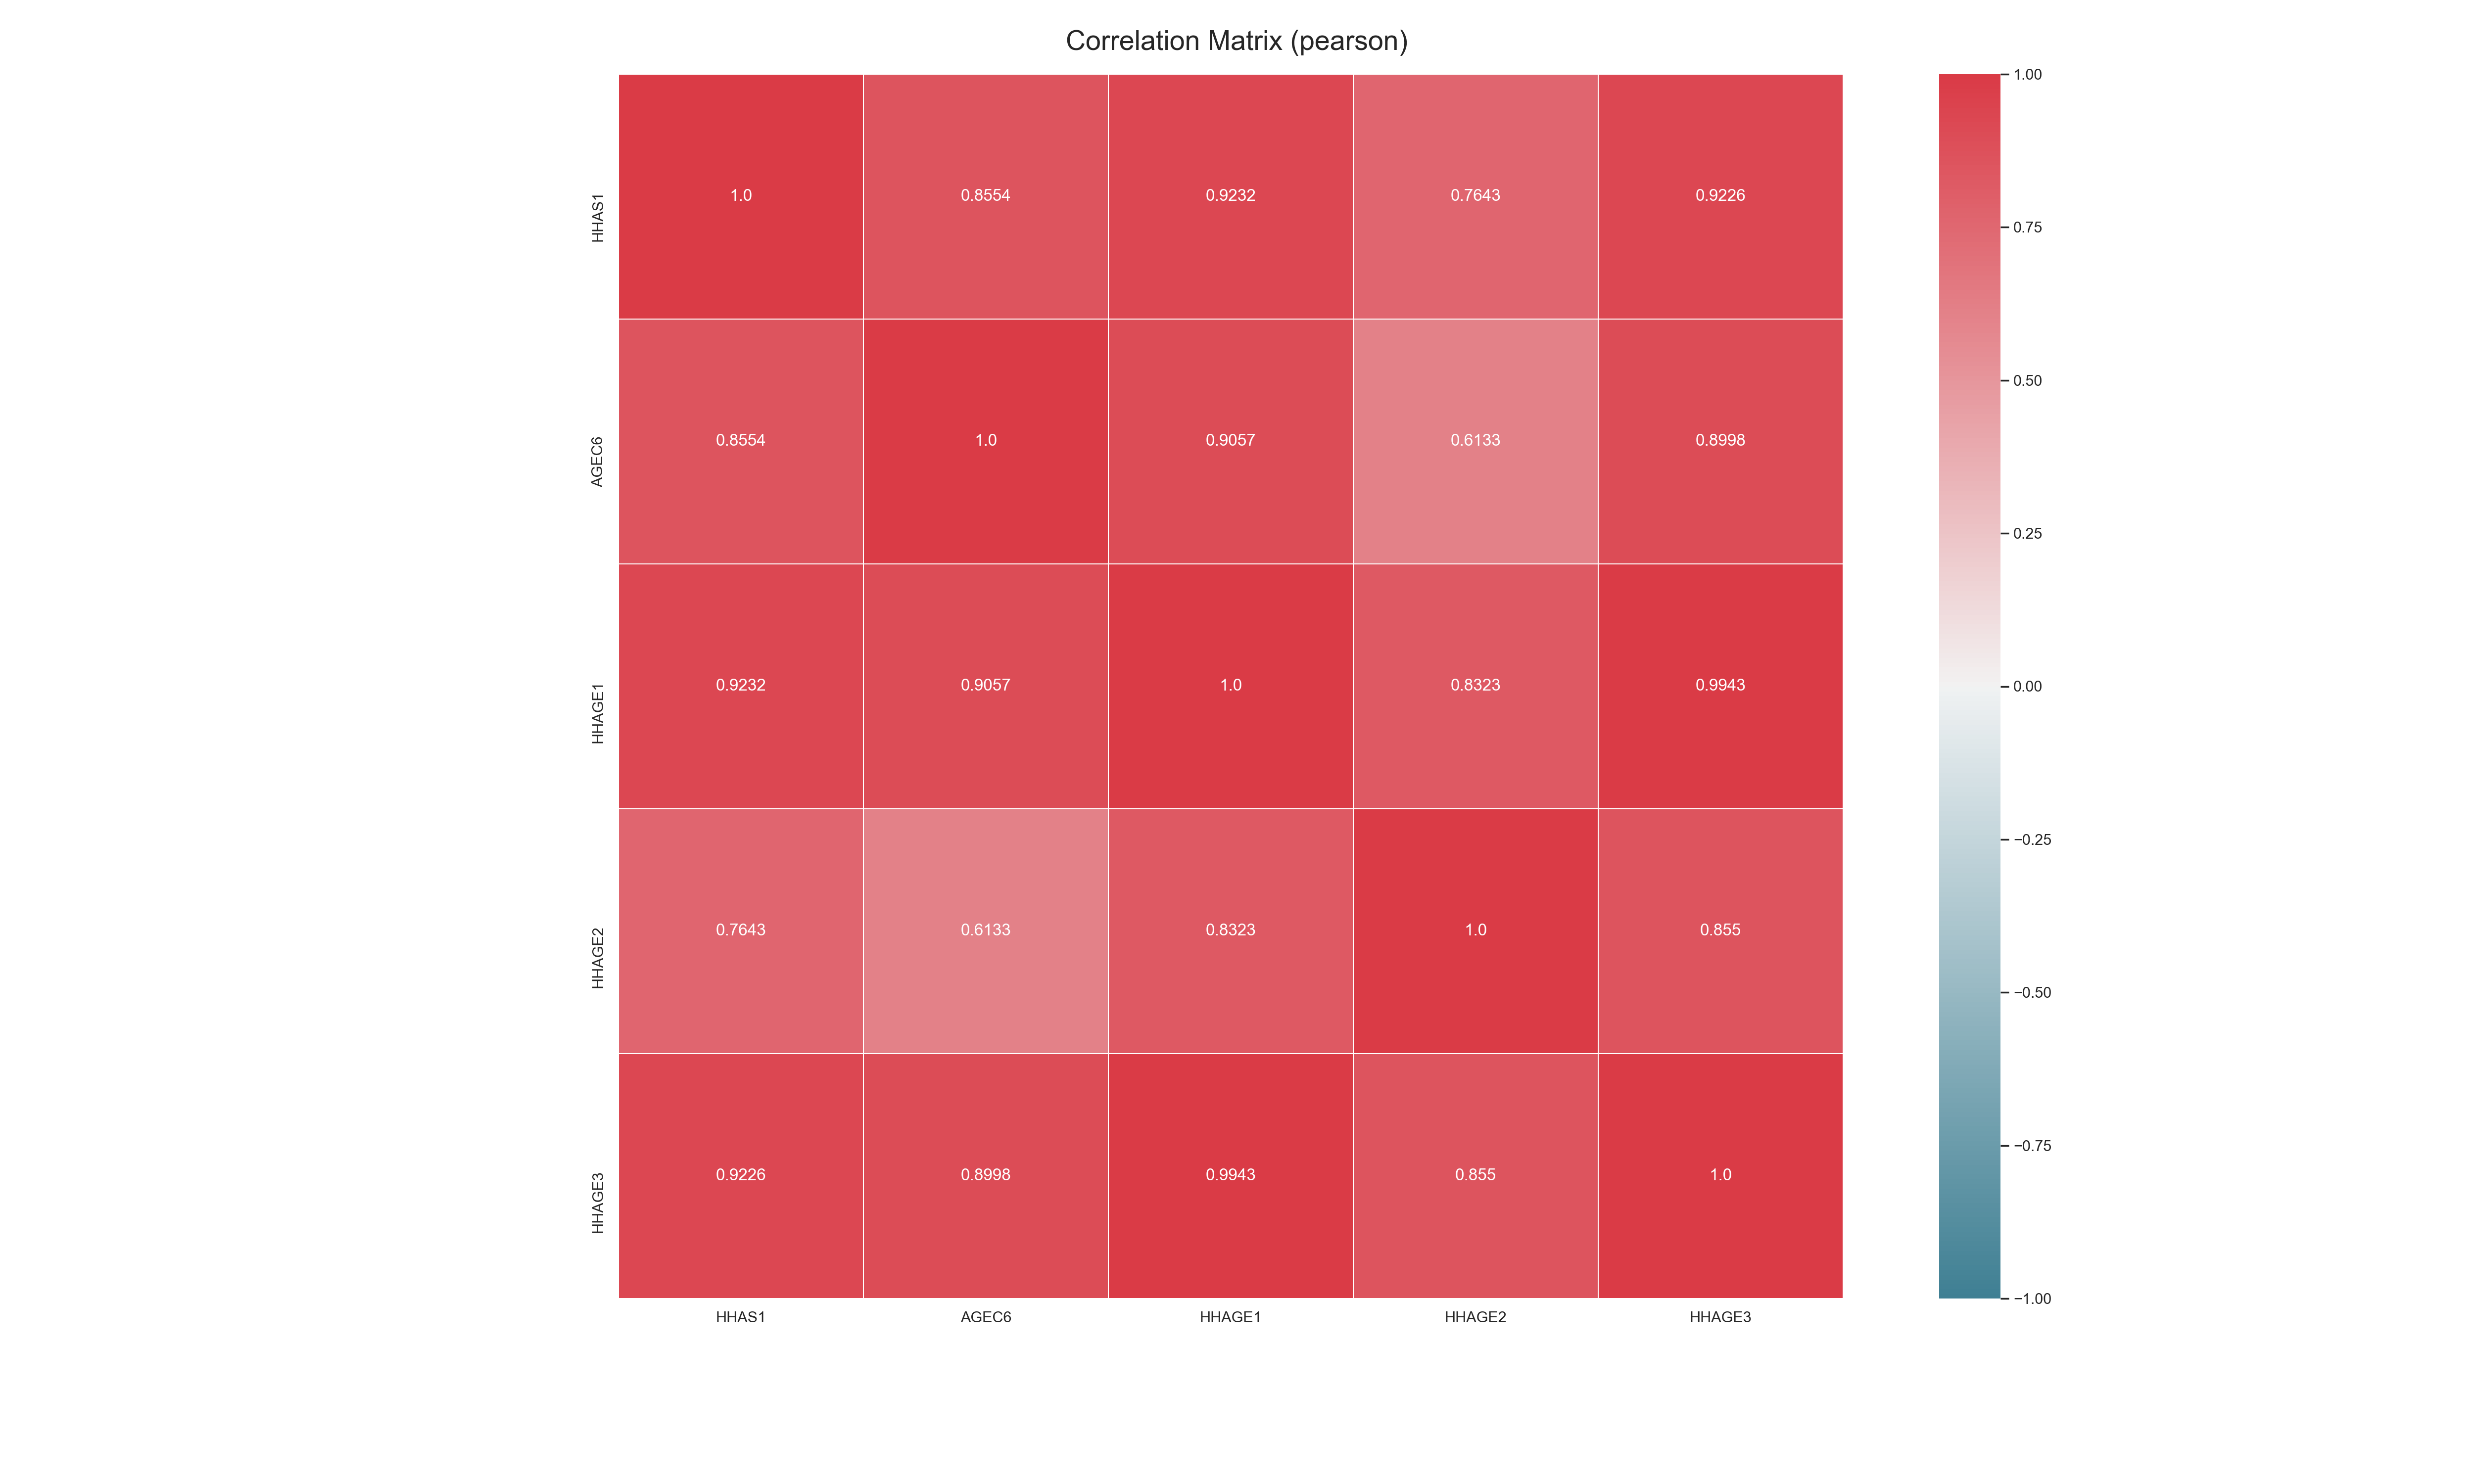 Correlation Matrix (pearson)
HHAS1 1.0 0.8554 0.9232 0.7643 0.9226
AGEC6 0.8554 1.0 0.9057 0.6133 0.8998
HHAGE1 0.9232 0.9057 1.0 0.8323 0.9943
HHAGE2 0.7643 0.6133 0.8323 1.0 0.855
HHAGE3 0.9226 0.8998 0.9943 0.855 1.0
HHAS1 AGEC6 HHAGE1 HHAGE2 HHAGE3
1.00
0.75
0.50
0.25
0.00
−0.25
−0.50
−0.75
−1.00